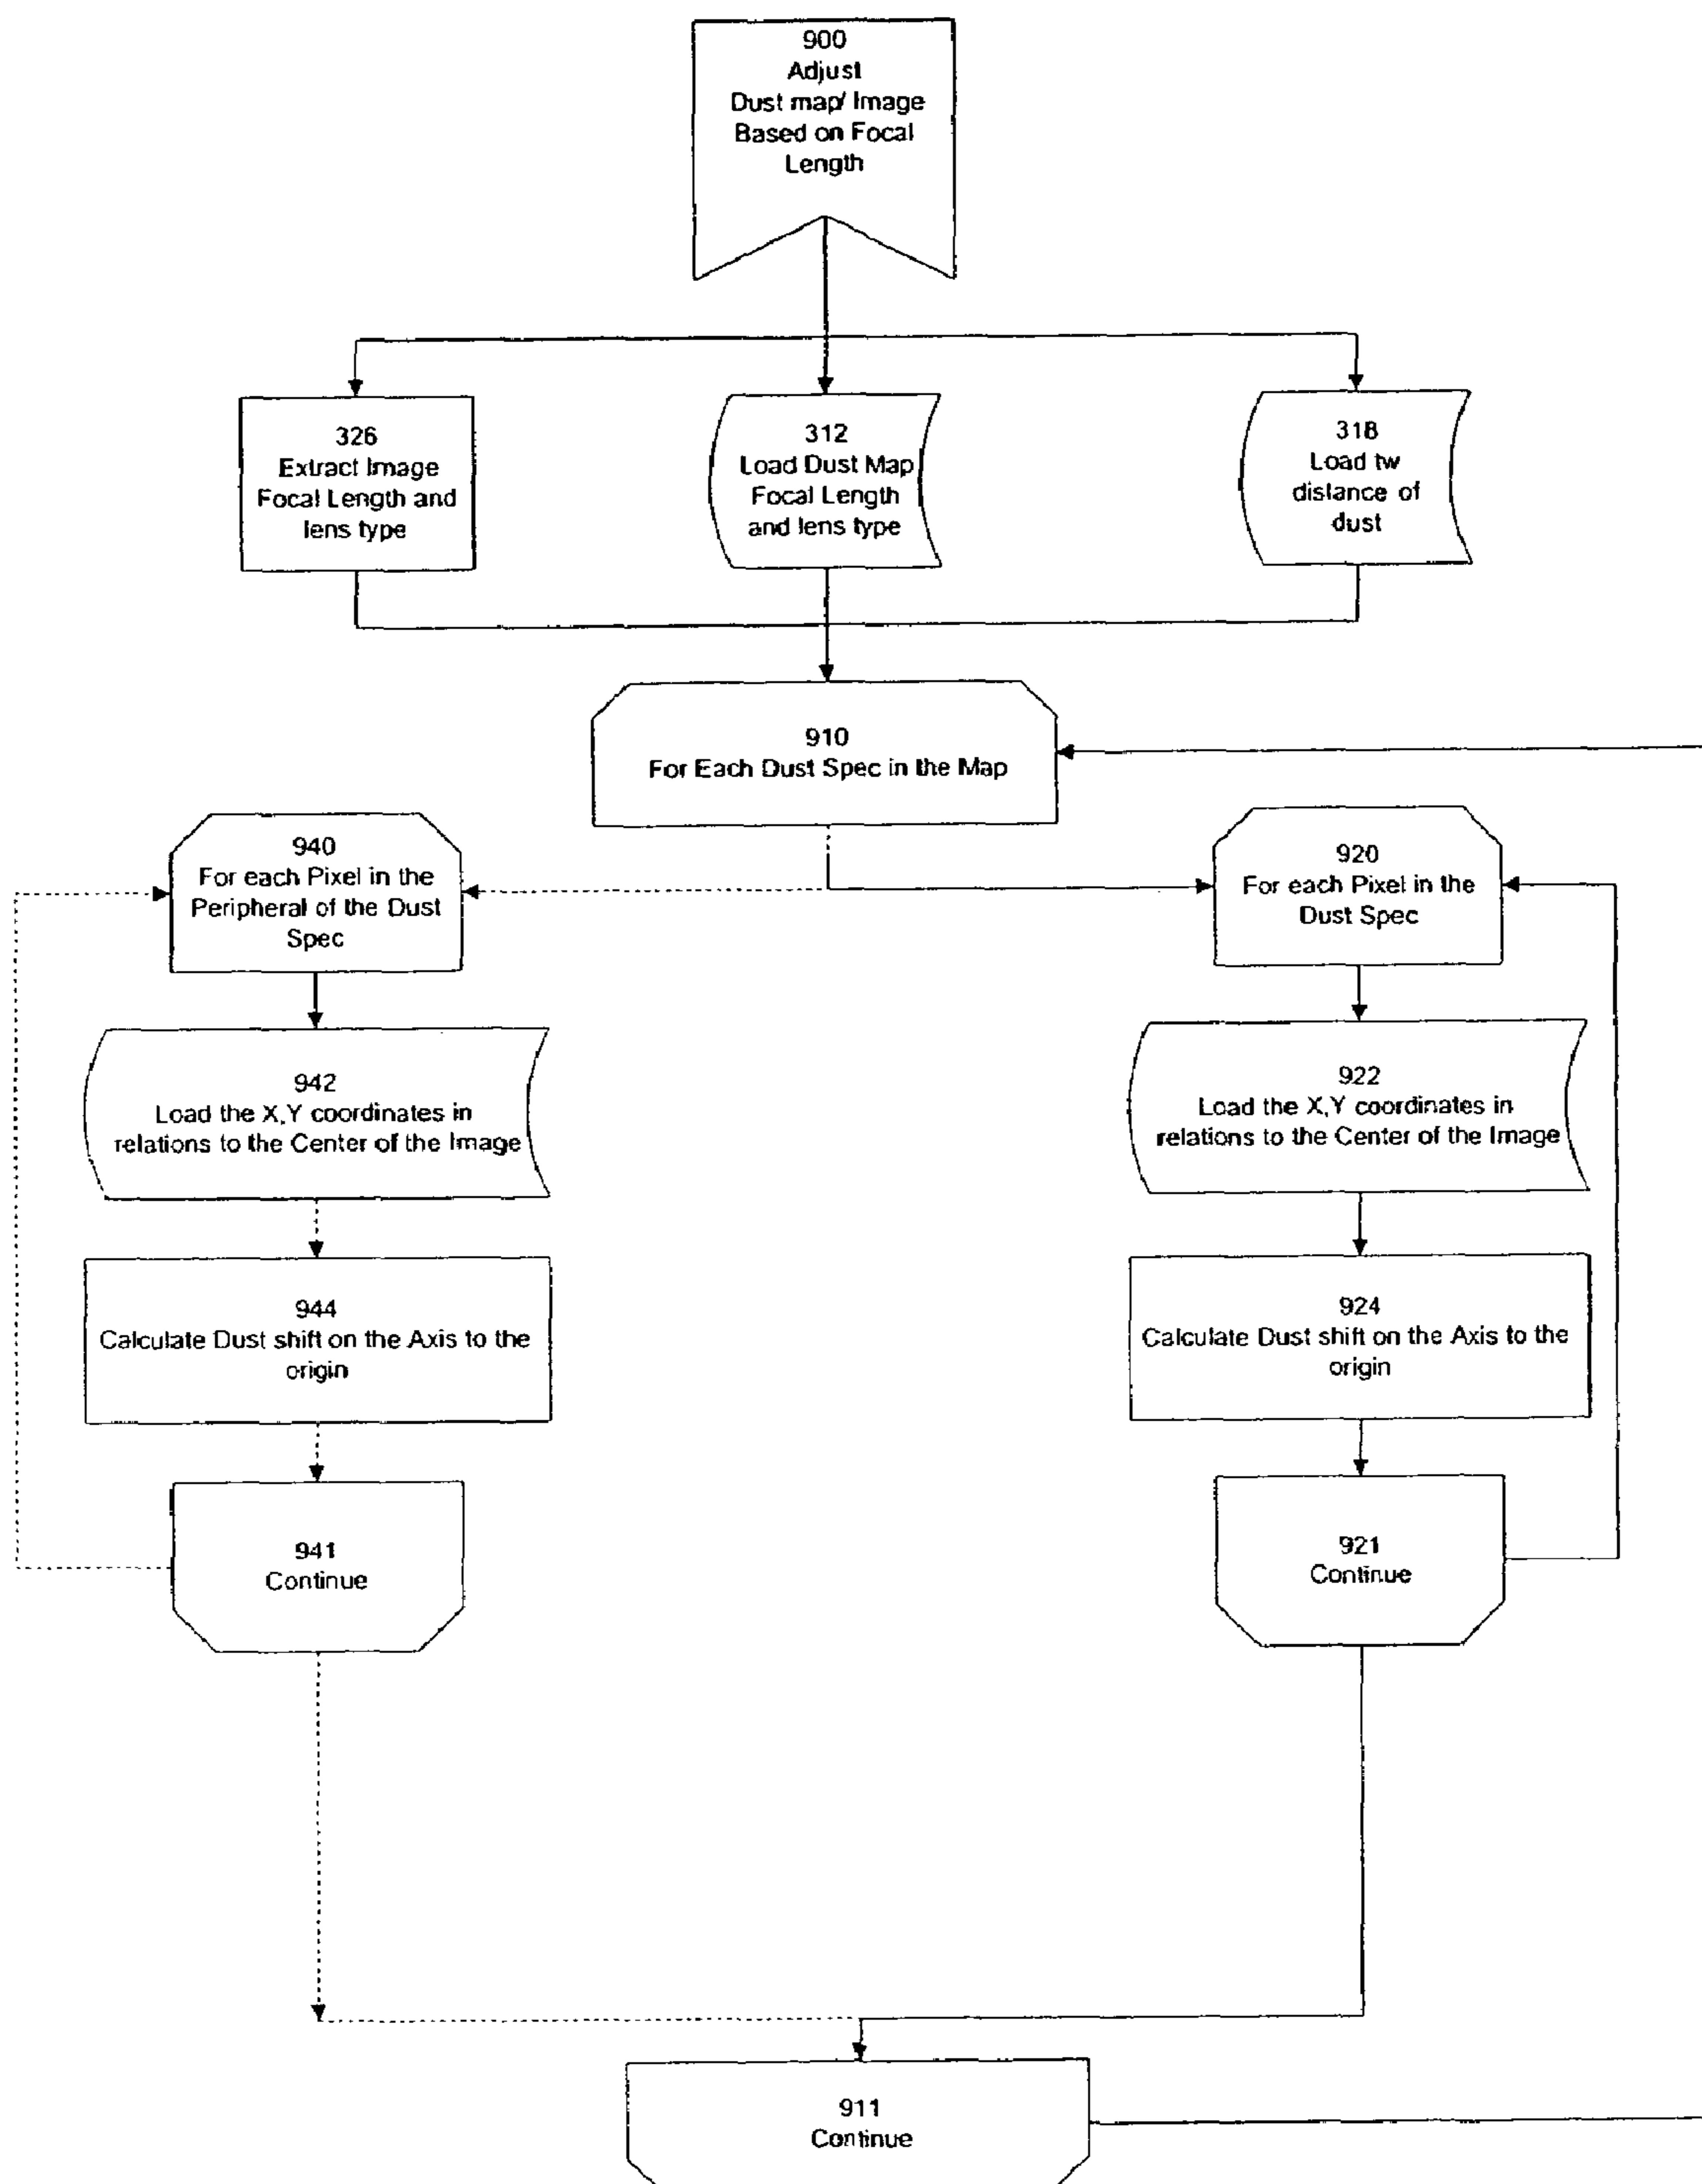 900
Adjust
Dust map/ Image
Based on Focal
Length
326
Extract Image
Focal Length and
lens type
312
Load Dust Map
Focal Length
and lens type
318
Load tw
distance of
dust
910
For Each Dust Spec in the Map
940
For each Pixel in the
Peripheral of the Dust
Spec
920
For each Pixel in the
Dust Spec
942
Load the X,Y coordinates in
relations to the Center of the Image
922
Load the X,Y coordinates in
relations to the Center of the Image
944
Calculate Dust shift on the Axis to the
origin
924
Calculate Dust shift on the Axis to the
origin
941
Continue
921
Continue
911
Continue